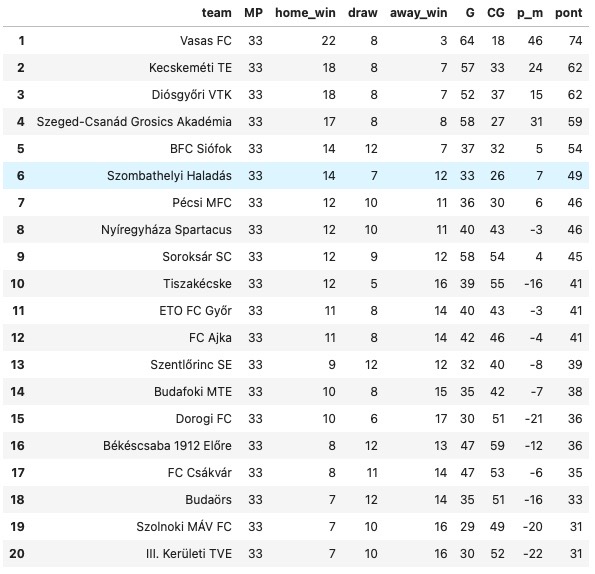 team MP home_win draw away_win G CG p_m pont
1 Vasas FC 33 22 8 3 64 18 46 74
2 Kecskeméti TE 33 18 8 7 57 33 24 62
3 Diósgyőri VTK 33 18 8 7 52 37 15 62
4 Szeged-Csanád Grosics Akadémia 33 17 8 8 58 27 31 59
5 BFC Siófok 33 14 12 7 37 32 5 54
6 Szombathelyi Haladás 33 14 7 12 33 26 7 49
7 Pécsi MFC 33 12 10 11 36 30 6 46
8 Nyíregyháza Spartacus 33 12 10 11 40 43 -3 46
9 Soroksár SC 33 12 9 12 58 54 4 45
10 Tiszakécske 33 12 5 16 39 55 -16 41
11 ETO FC Győr 33 11 8 14 40 43 -3 41
12 FC Ajka 33 11 8 14 42 46 -4 41
13 Szentlőrinc SE 33 9 12 12 32 40 -8 39
14 Budafoki MTE 33 10 8 15 35 42 -7 38
15 Dorogi FC 33 10 6 17 30 51 -21 36
16 Békéscsaba 1912 Előre 33 8 12 13 47 59 -12 36
17 FC Csákvár 33 8 11 14 47 53 -6 35
18 Budaörs 33 7 12 14 35 51 -16 33
19 Szolnoki MÁV FC 33 7 10 16 29 49 -20 31
20 III. Kerületi TVE 33 7 10 16 30 52 -22 31